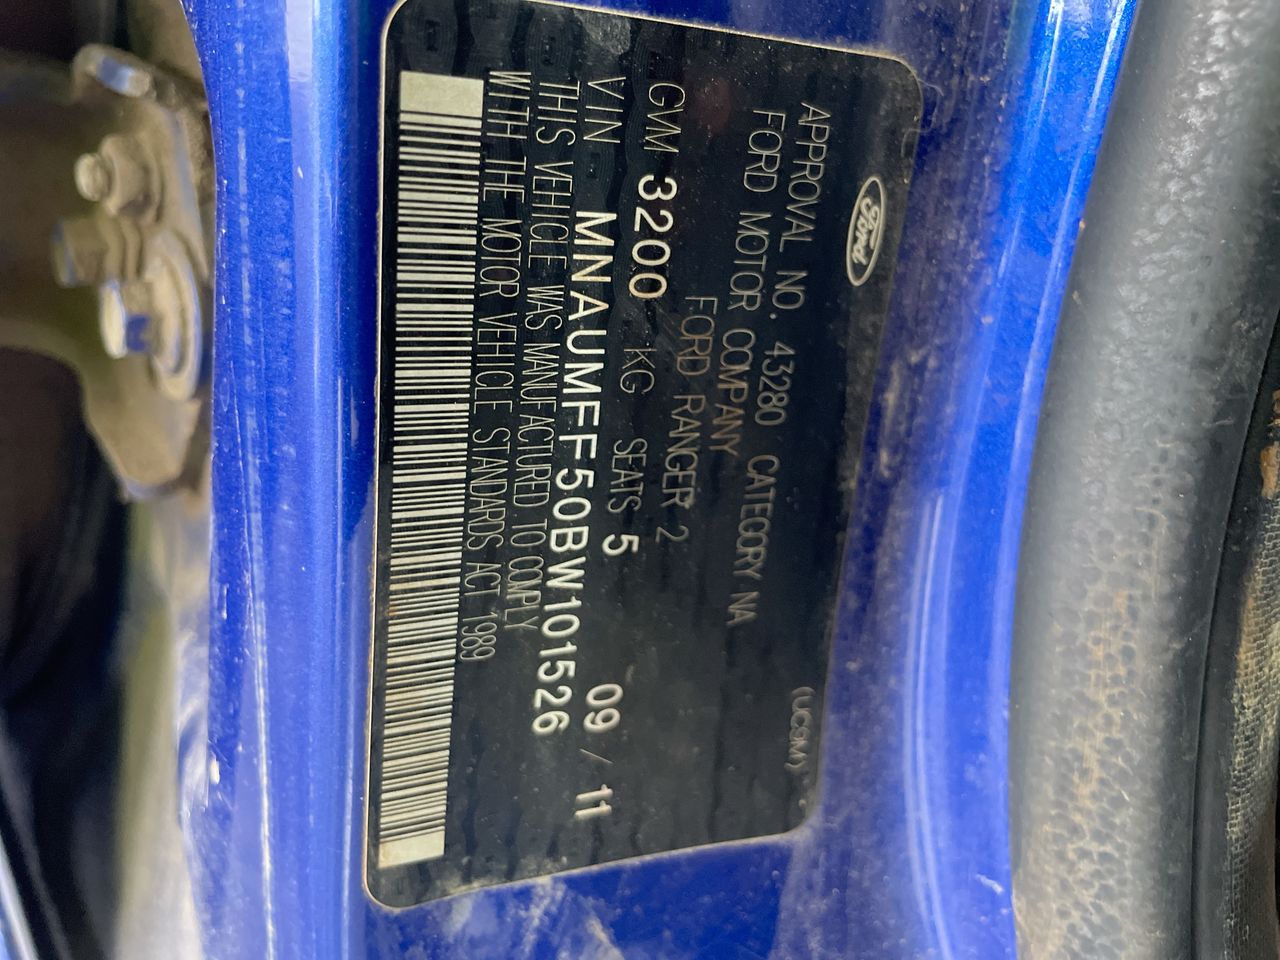 Ford
APPROVAL NO. 43280 CATEGORY NA (UC9M)
FORD MOTOR COMPANY
FORD RANGER 2
GVM 3200 KG SEATS 5 09 / 11
VIN MNAUMFF50BW101526
THIS VEHICLE WAS MANUFACTURED TO COMPLY
WITH THE MOTOR VEHICLE STANDARDS ACT 1989